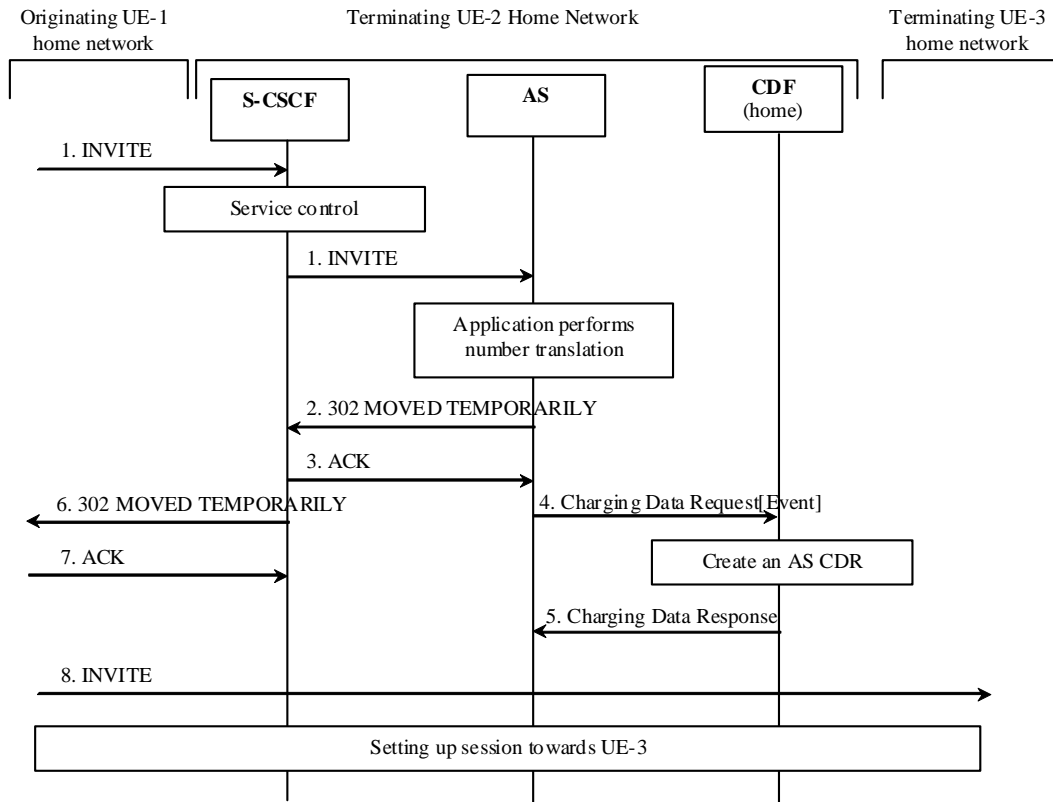 Originating UE-1
home network
Terminating UE-2 Home Network
Terminating UE-3
home network
S-CSCF
AS
CDF
(home)
1. INVITE
Service control
1. INVITE
Application performs
number translation
2. 302 MOVED TEMPORARILY
3. ACK
6. 302 MOVED TEMPORARILY
4. Charging Data Request[Event]
7. ACK
Create an AS CDR
5. Charging Data Response
8. INVITE
Setting up session towards UE-3